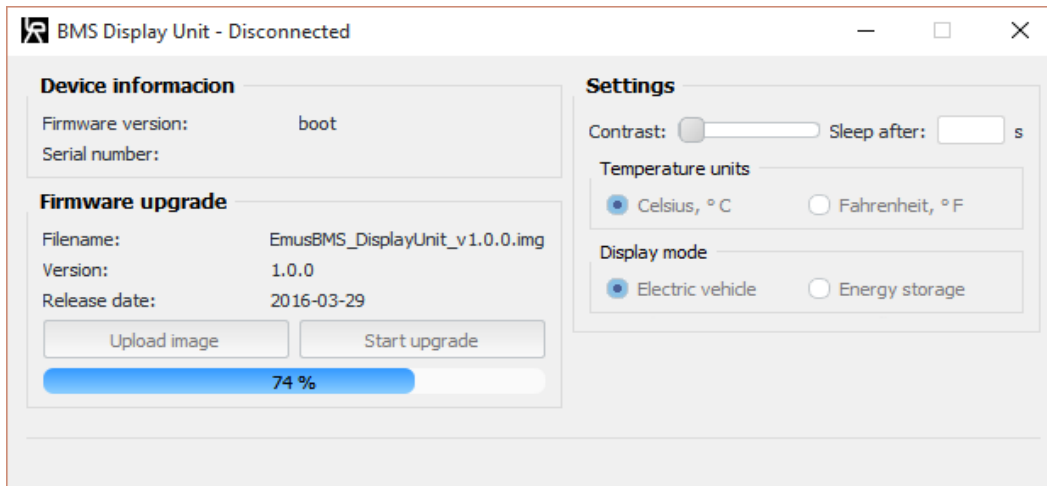 BMS Display Unit - Disconnected
Device informacion
Firmware version: boot
Serial number:
Firmware upgrade
Filename: EmusBMS_DisplayUnit_v1.0.0.img
Version: 1.0.0
Release date: 2016-03-29
Upload image Start upgrade
74 %
Settings
Contrast: Sleep after: s
Temperature units
Celsius, ° C Fahrenheit, ° F
Display mode
Electric vehicle Energy storage